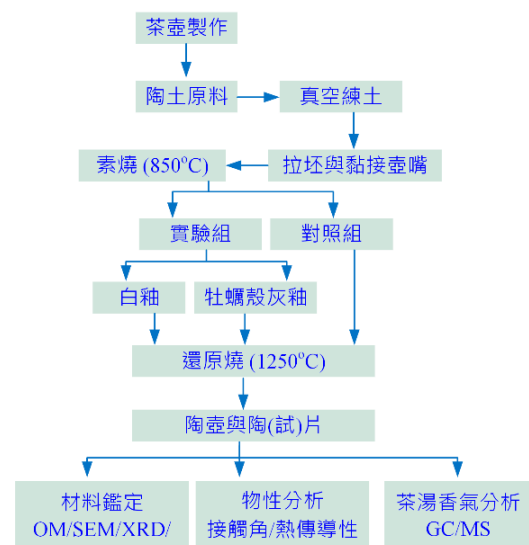 茶壺製作
陶土原料
真空練土
素燒 (850°C)
拉坯與黏接壺嘴
實驗組
對照組
白釉
牡蠣殼灰釉
還原燒 (1250°C)
陶壺與陶(試)片
材料鑑定
OM/SEM/XRD/
物性分析
接觸角/熱傳導性
茶湯香氣分析
GC/MS